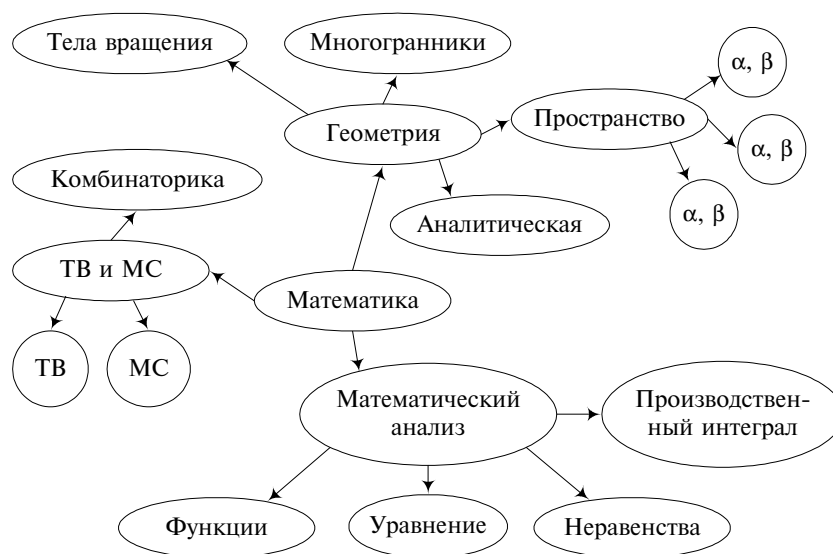 Тела вращения
Многогранники
α, β
Геометрия
Пространство
α, β
Комбинаторика
α, β
Аналитическая
ТВ и МС
Математика
ТВ
МС
Математический
анализ
Производствен-
ный интеграл
Функции
Уравнение
Неравенства